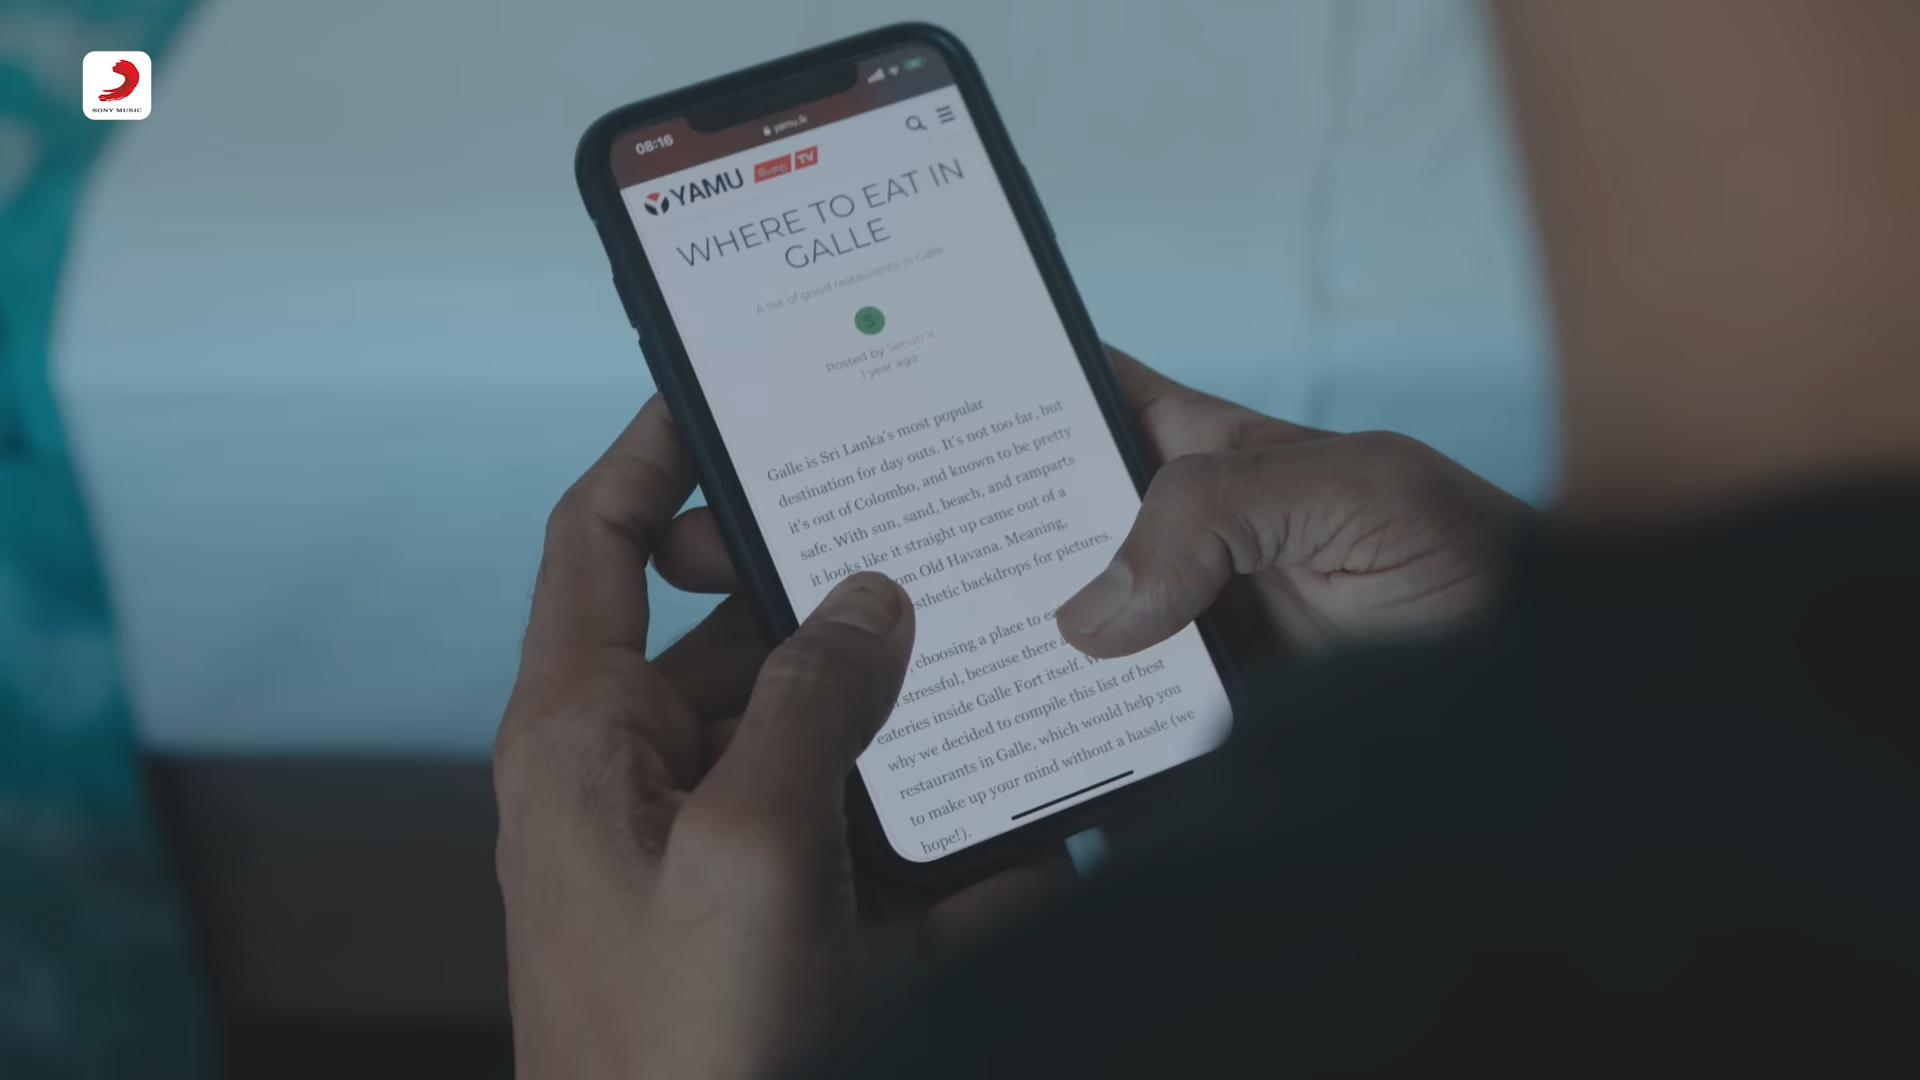 SONY MUSIC
08:16
yamu.lk
YAMU
TV
WHERE TO EAT IN
GALLE
A list of good restaurants in Galle
S
Posted by
1 year ago
Galle is Sri Lanka's most popular
destination for day outs. It's not too far, but
it's out of Colombo, and known to be pretty
safe. With sun, sand, beach, and ramparts
it looks like it straight up came out of a
om Old Havana. Meaning,
sthetic backdrops for pictures.
, choosing a place to ea
stressful, because there a
eateries inside Galle Fort itself. W
why we decided to compile this list of best
restaurants in Galle, which would help you
to make up your mind without a hassle (we
hope!).